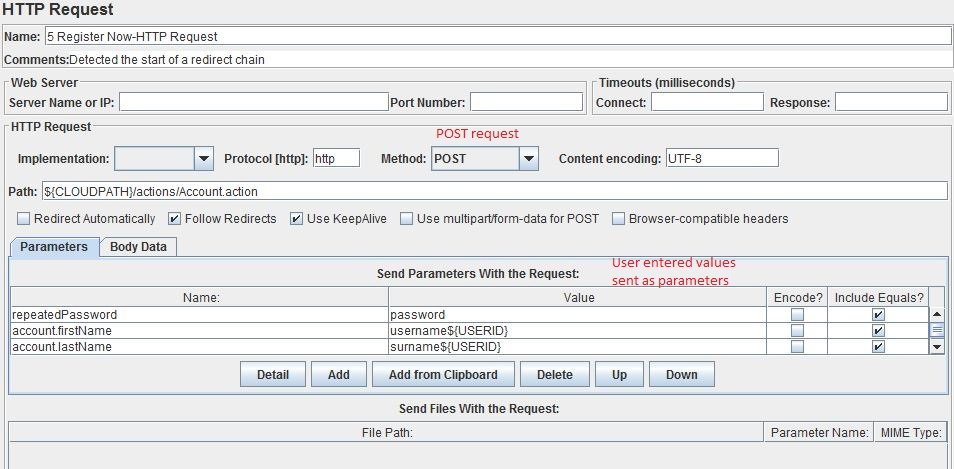 HTTP Request
Name: 5 Register Now-HTTP Request
Comments:Detected the start of a redirect chain
Web Server Timeouts (milliseconds)
Server Name or IP: Port Number: Connect: Response:
HTTP Request
POST request
Implementation: Protocol [http]: http Method: POST Content encoding: UTF-8
Path: ${CLOUDPATH}/actions/Account.action
Redirect Automatically Follow Redirects Use KeepAlive Use multipart/form-data for POST Browser-compatible headers
Parameters Body Data
User entered values
sent as parameters
Send Parameters With the Request:
Name: Value Encode? Include Equals?
repeatedPassword password
account.firstName username${USERID}
account.lastName surname${USERID}
Detail Add Add from Clipboard Delete Up Down
Send Files With the Request:
File Path: Parameter Name: MIME Type: